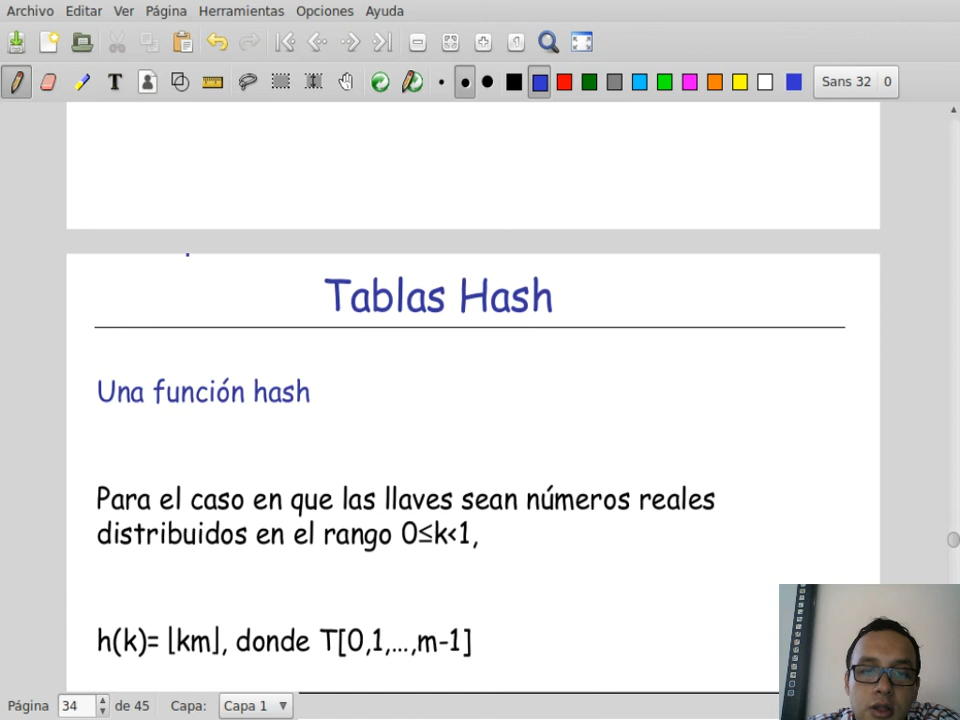 Archivo Editar Ver Página Herramientas Opciones Ayuda
T Sans 32 0
Tablas Hash
Una función hash
Para el caso en que las llaves sean números reales
distribuidos en el rango 0≤k<1,
h(k)= ⌊km⌋, donde T[0,1,...,m-1]
Página 34 de 45 Capa: Capa 1